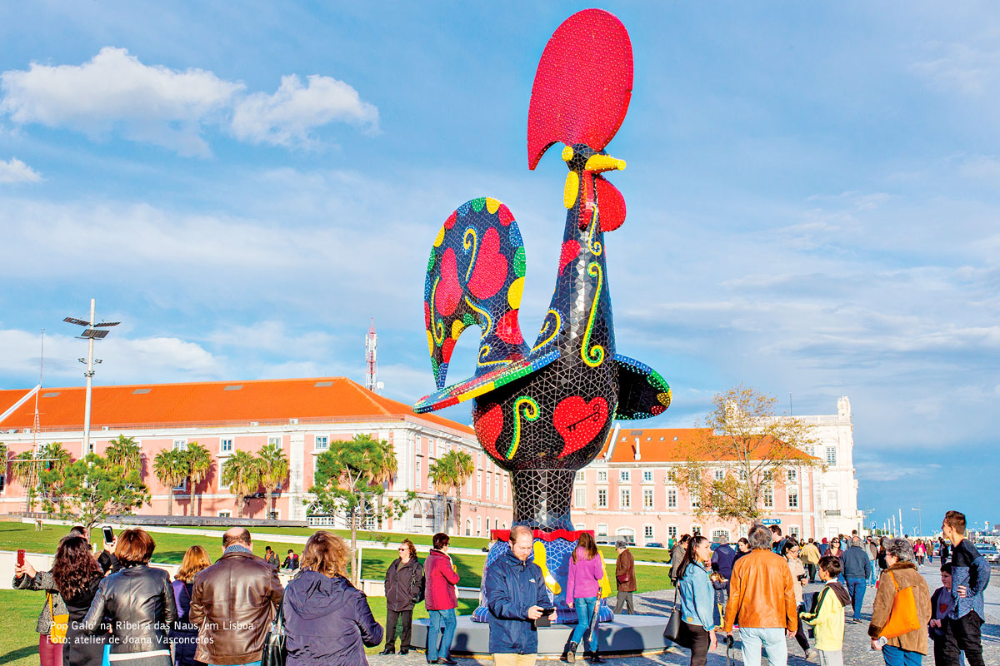 'Pop Galo' na Ribeira das Naus, em Lisboa
Foto: atelier de Joana Vasconcelos